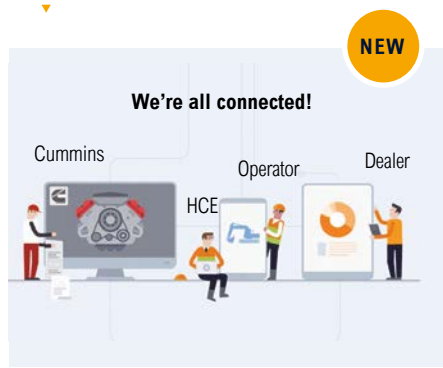 NEW
We're all connected!
Cummins
Operator
Dealer
HCE